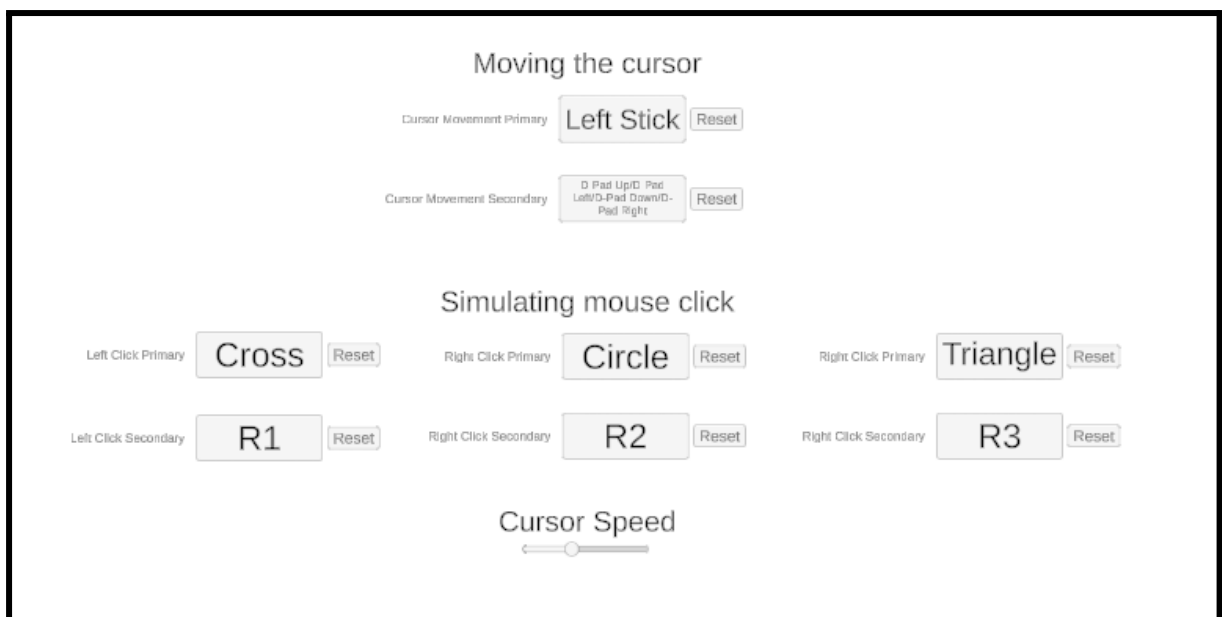 Moving the cursor
Cursor Movement Primary Left Stick Reset
Cursor Movement Secondary D Pad Up/D Pad Left/D-Pad Down/D-Pad Right Reset
Simulating mouse click
Left Click Primary Cross Reset Right Click Primary Circle Reset Right Click Primary Triangle Reset
Left Click Secondary R1 Reset Right Click Secondary R2 Reset Right Click Secondary R3 Reset
Cursor Speed